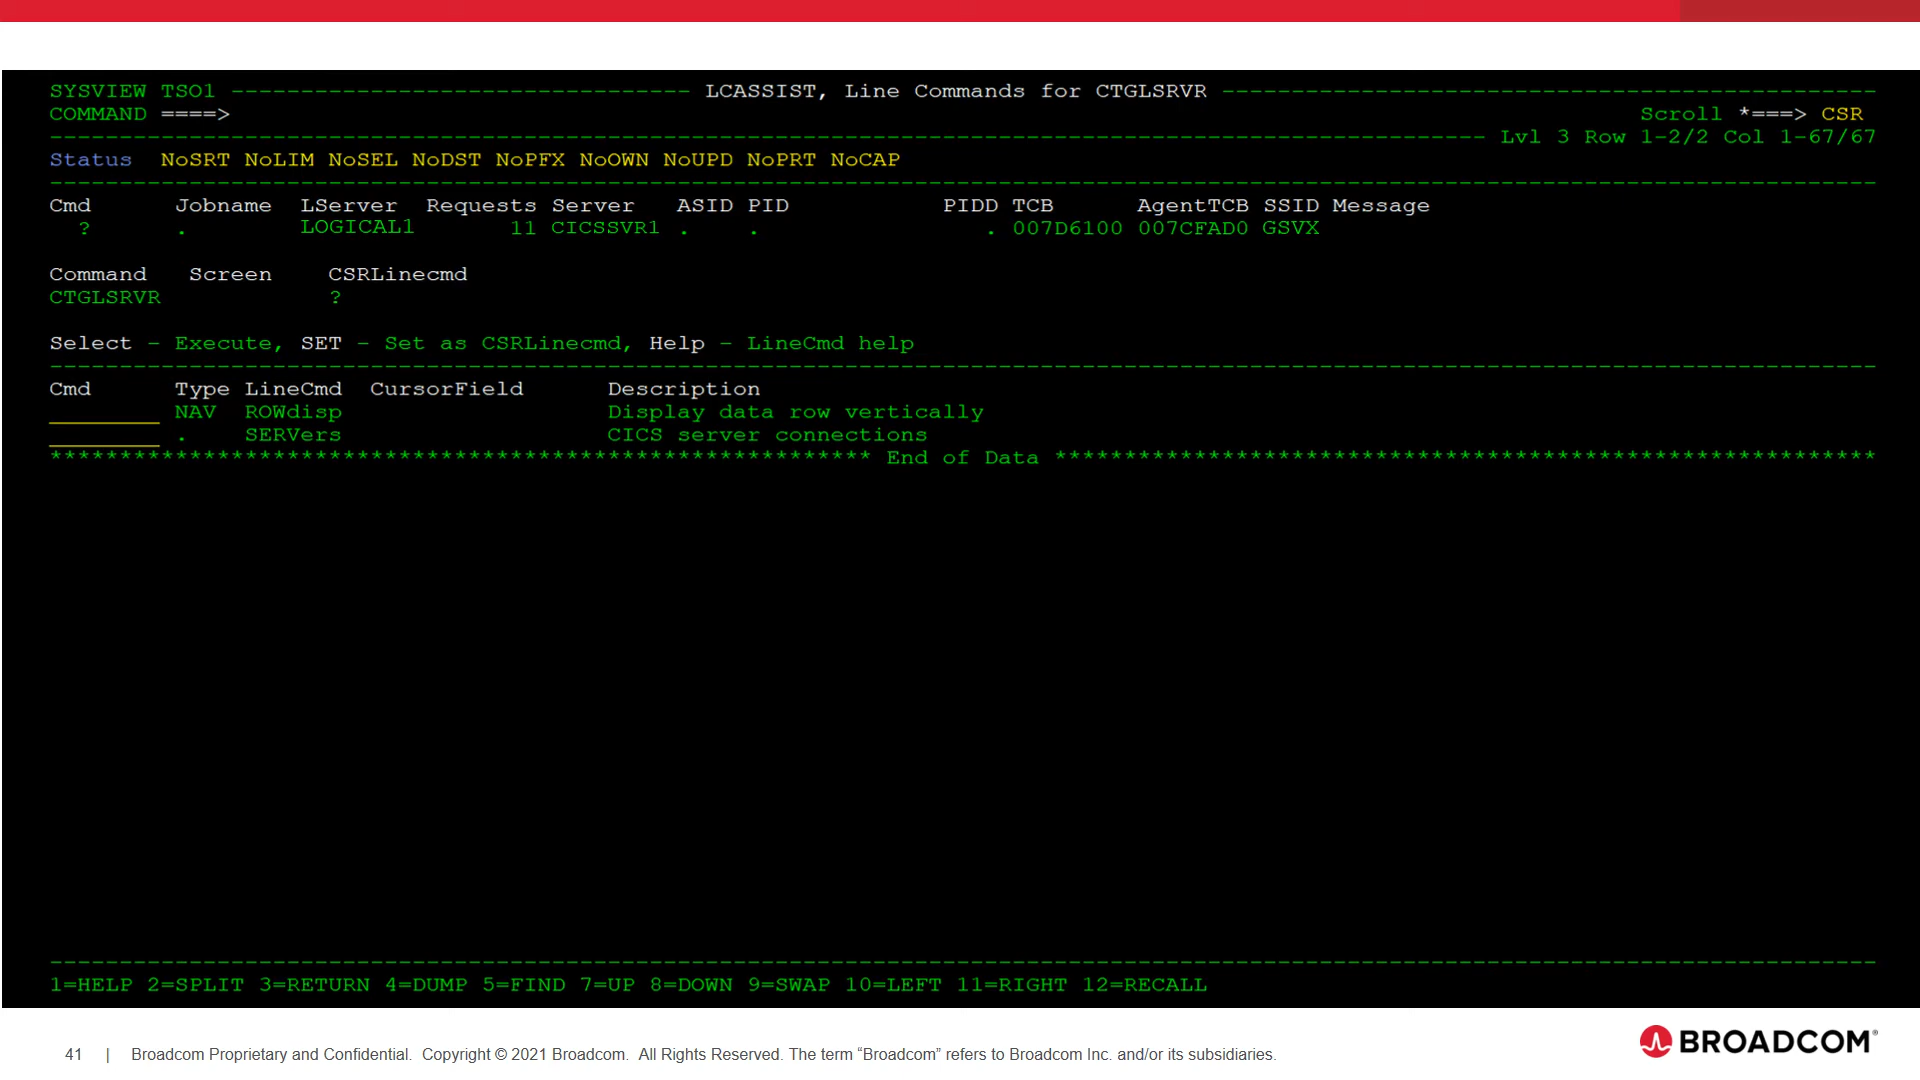 SYSVIEW TSO1 --------------------------------- LCASSIST, Line Commands for CTGLSRVR -----------------------------------------------
COMMAND ====> Scroll *===> CSR
------------------------------------------------------------------------------------------------------- Lvl 3 Row 1-2/2 Col 1-67/67
Status NoSRT NoLIM NoSEL NoDST NoPFX NoOWN NoUPD NoPRT NoCAP
-----------------------------------------------------------------------------------------------------------------------------------
Cmd Jobname LServer Requests Server ASID PID PIDD TCB AgentTCB SSID Message
? . LOGICAL1 11 CICSSVR1 . . . 007D6100 007CFAD0 GSVX
Command Screen CSRLinecmd
CTGLSRVR ?
Select - Execute, SET - Set as CSRLinecmd, Help - LineCmd help
-----------------------------------------------------------------------------------------------------------------------------------
Cmd Type LineCmd CursorField Description
________ NAV ROWdisp Display data row vertically
________ . SERVers CICS server connections
*********************************************************** End of Data ***********************************************************
-----------------------------------------------------------------------------------------------------------------------------------
1=HELP 2=SPLIT 3=RETURN 4=DUMP 5=FIND 7=UP 8=DOWN 9=SWAP 10=LEFT 11=RIGHT 12=RECALL
41 | Broadcom Proprietary and Confidential. Copyright © 2021 Broadcom. All Rights Reserved. The term “Broadcom” refers to Broadcom Inc. and/or its subsidiaries.
BROADCOM®